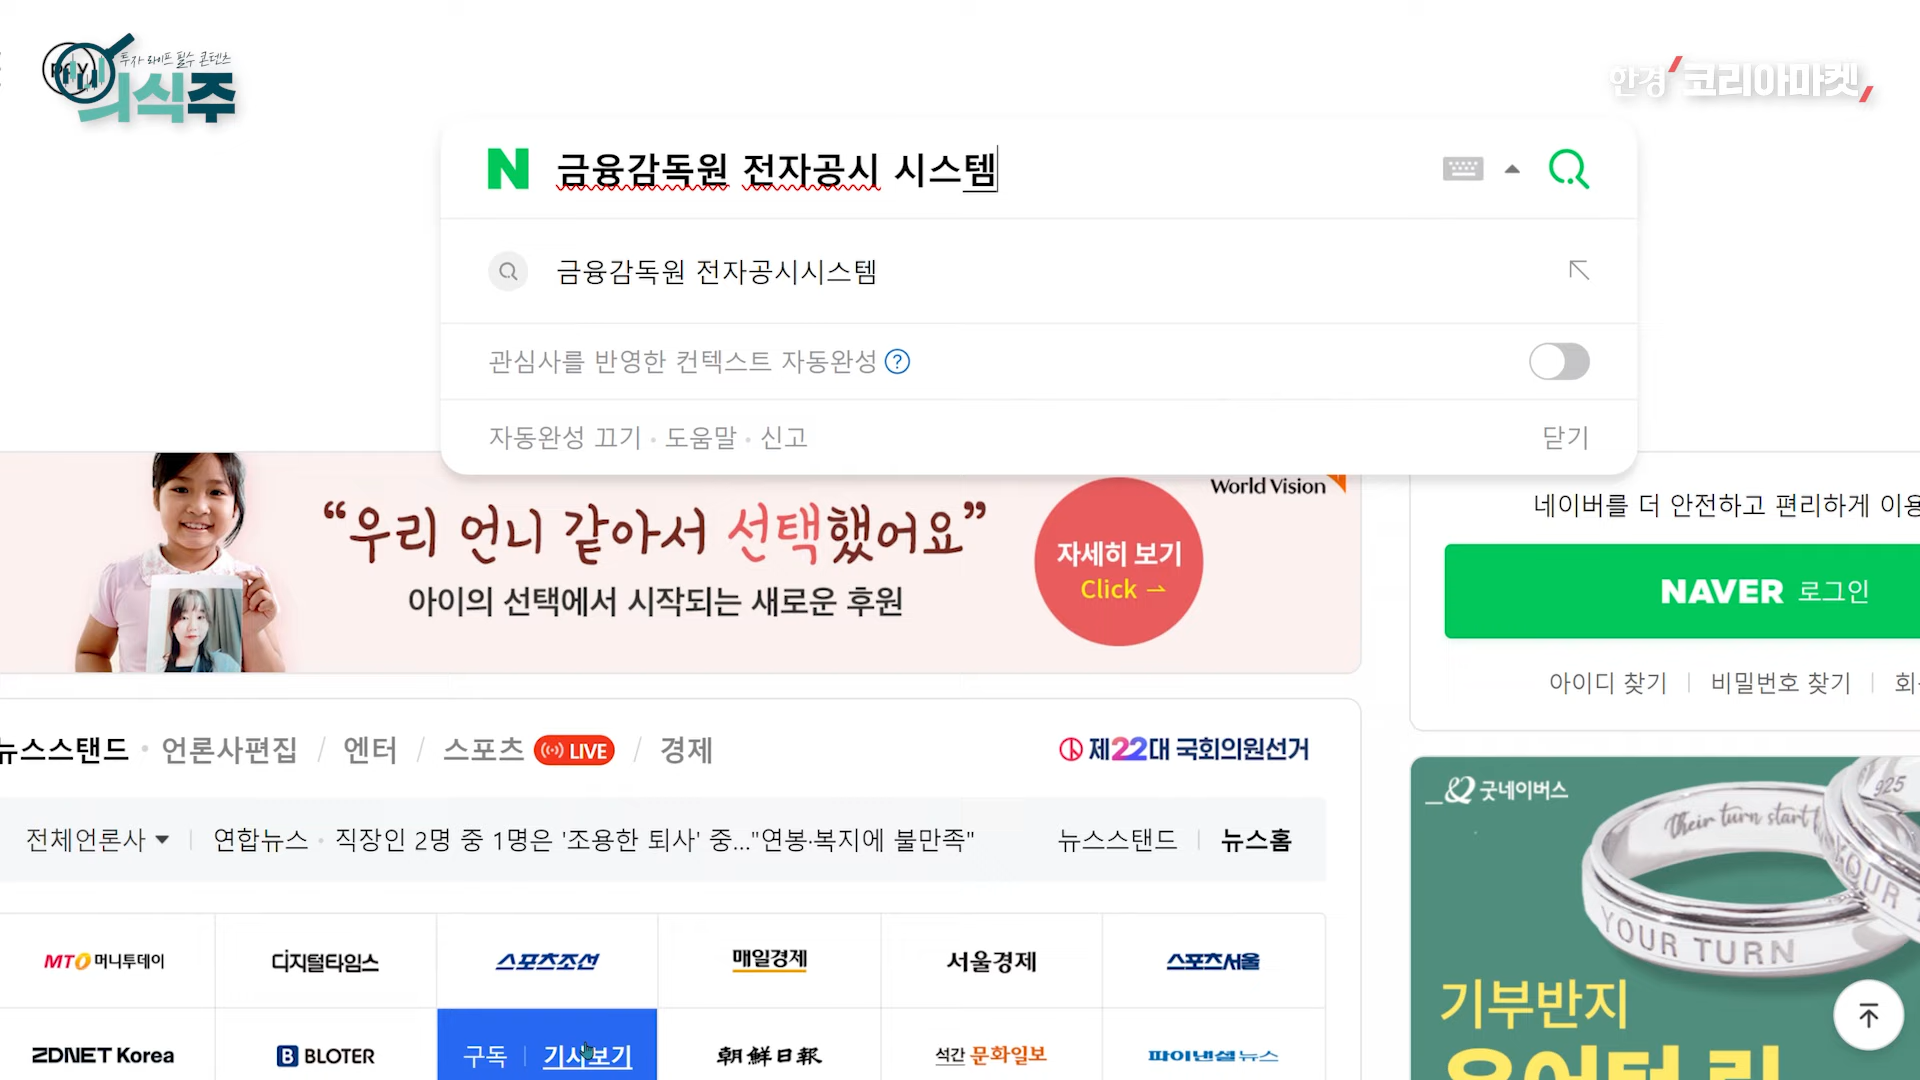 투자 라이프 필수 콘텐츠
의식주
한경 코리아마켓
N 금융감독원 전자공시 시스템
금융감독원 전자공시시스템
관심사를 반영한 컨텍스트 자동완성 ?
자동완성 끄기 · 도움말 · 신고 닫기
World Vision
“우리 언니 같아서 선택했어요”
아이의 선택에서 시작되는 새로운 후원
자세히 보기
Click →
네이버를 더 안전하고 편리하게 이용
NAVER 로그인
아이디 찾기 | 비밀번호 찾기 | 회
뉴스스탠드 · 언론사편집 / 엔터 / 스포츠 LIVE / 경제
제22대 국회의원선거
전체언론사 | 연합뉴스 · 직장인 2명 중 1명은 '조용한 퇴사' 중..."연봉·복지에 불만족" 뉴스스탠드 | 뉴스홈
MTO 머니투데이 디지털타임스 스포츠조선 매일경제 서울경제 스포츠서울
ZDNET Korea B BLOTER 구독 | 기사보기 朝鮮日報 석간 문화일보 파이낸셜뉴스
굿네이버스
925
Their turn start
YOUR TURN
YOUR
기부반지